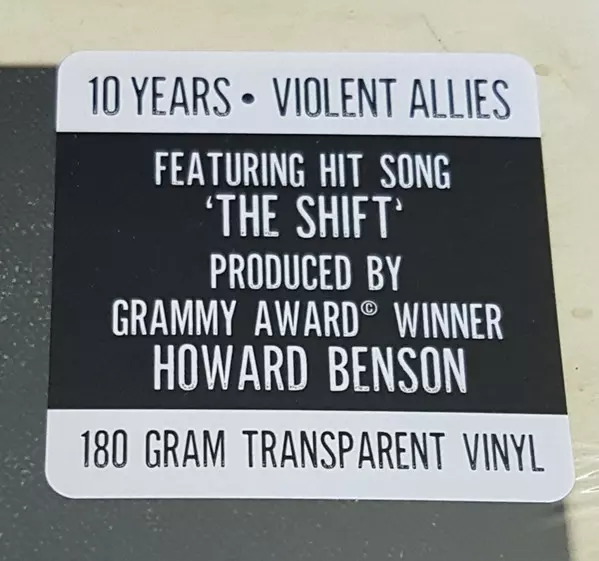 10 YEARS • VIOLENT ALLIES
FEATURING HIT SONG
'THE SHIFT'
PRODUCED BY
GRAMMY AWARD© WINNER
HOWARD BENSON
180 GRAM TRANSPARENT VINYL